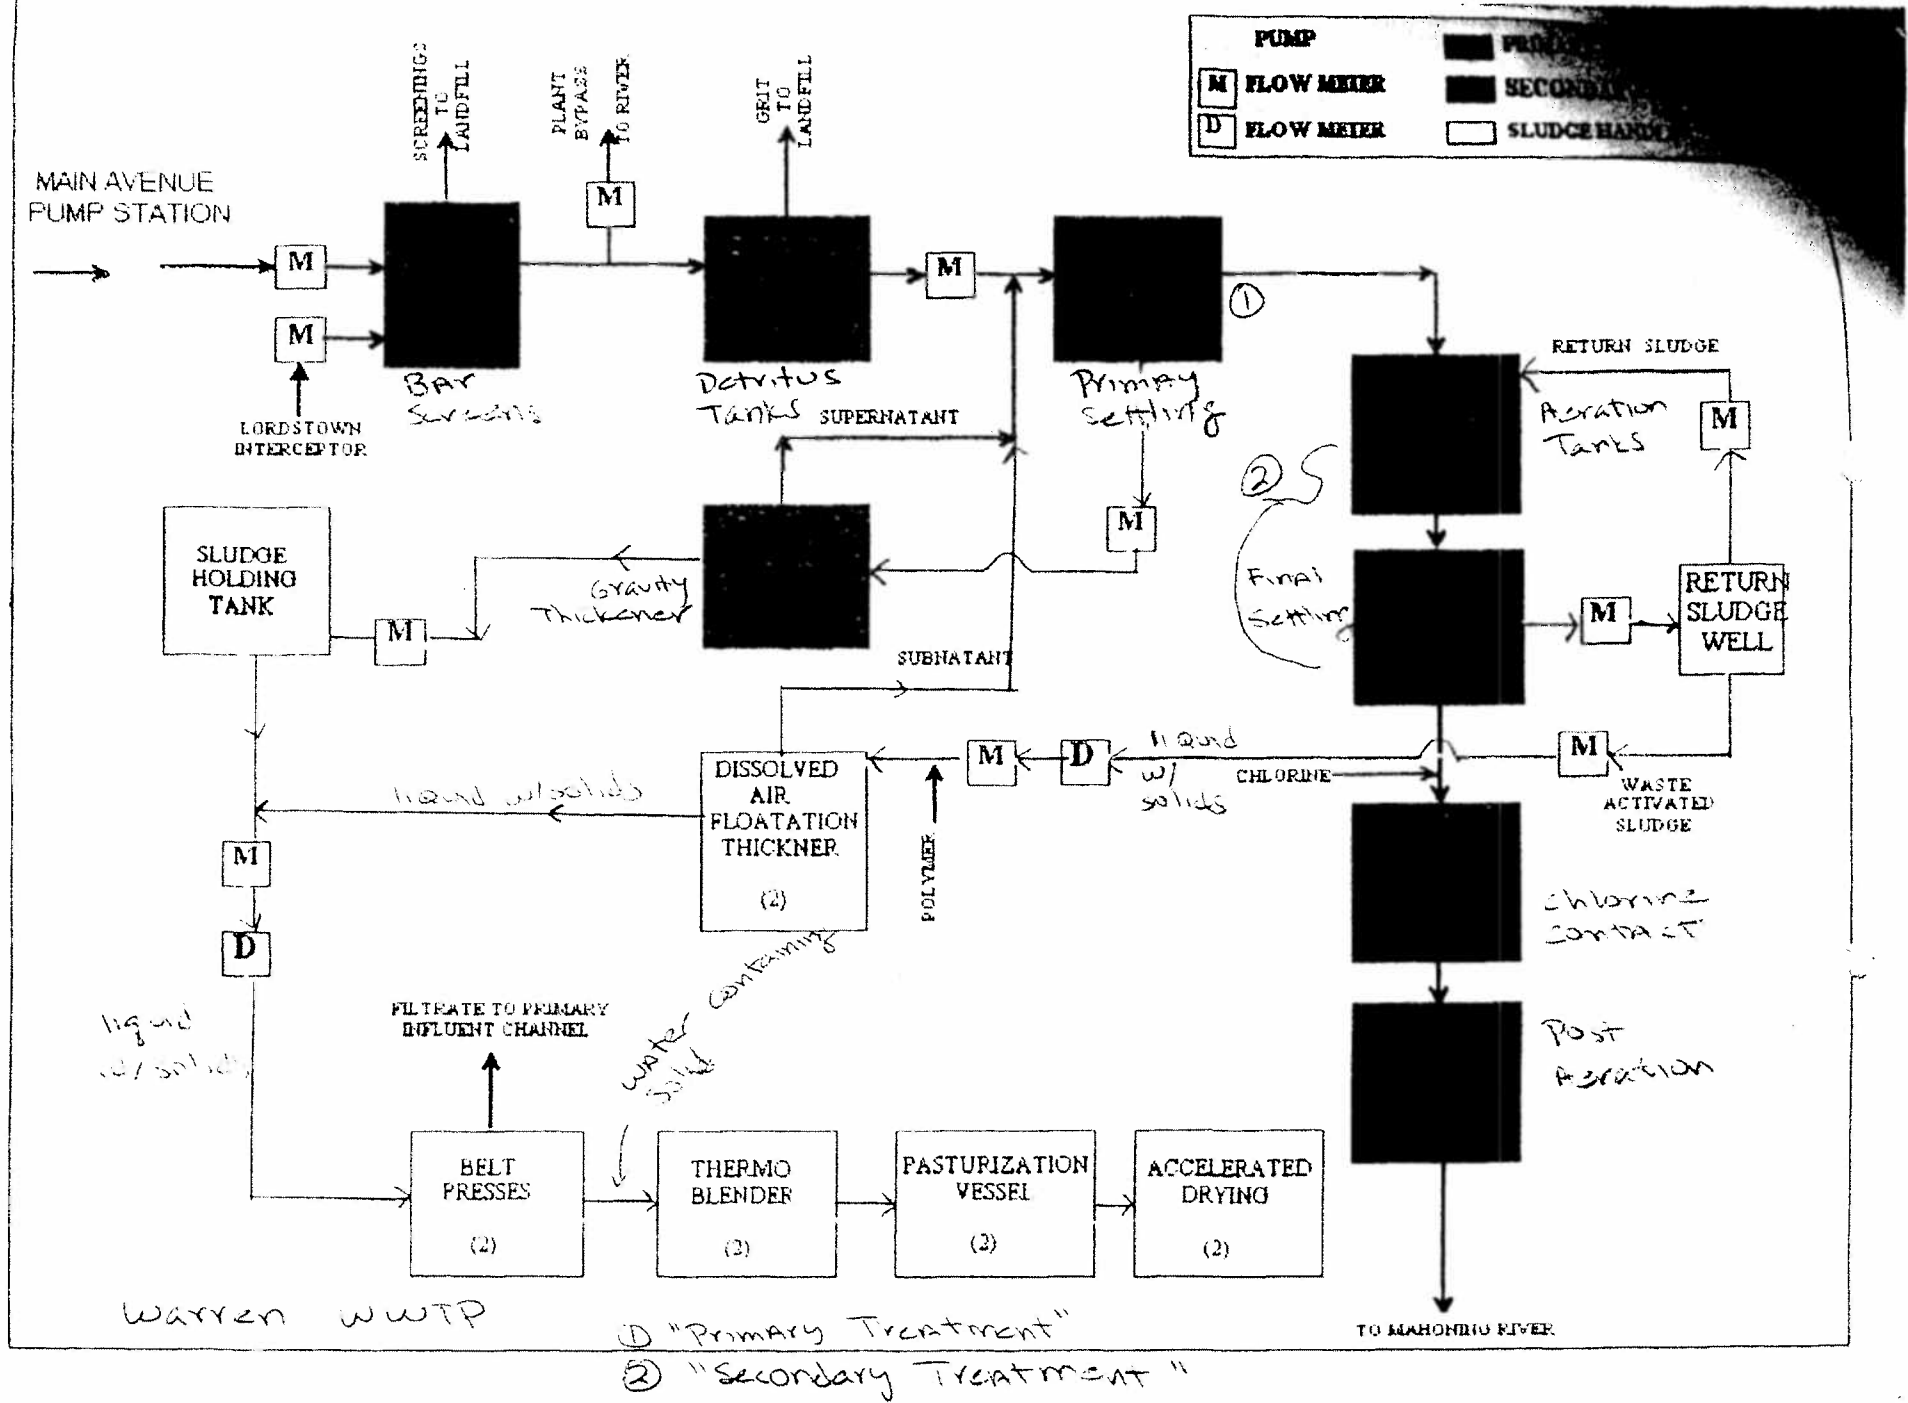 PUMP
M FLOW METER
D FLOW METER
SECONDAR
SLUDGE HANDL
SCREENINGS
TO
LANDFILL
PLANT
BYPASS
TO RIVER
GRIT
TO
LANDFILL
MAIN AVENUE
PUMP STATION
M
M
M
M
LORDSTOWN
INTERCEPTOR
Bar
Screens
Detritus
Tanks
Primary
Settling
1
SUPERNATANT
RETURN SLUDGE
Aeration
Tanks
M
2
M
SLUDGE
HOLDING
TANK
M
Gravity
Thickener
Final
Settling
M
RETURN
SLUDGE
WELL
SUBNATANT
DISSOLVED
AIR
FLOATATION
THICKNER
(2)
M
D
liquid
w/
solids
CHLORINE
M
WASTE
ACTIVATED
SLUDGE
POLYMER
liquid w/solids
M
D
liquid
w/solids
Chlorine
contact
Post
Aeration
FILTRATE TO PRIMARY
INFLUENT CHANNEL
water containing
solid
BELT
PRESSES
(2)
THERMO
BLENDER
(2)
PASTURIZATION
VESSEL
(2)
ACCELERATED
DRYING
(2)
TO MAHONING RIVER
Warren WWTP
1 "Primary Treatment"
2 "Secondary Treatment"